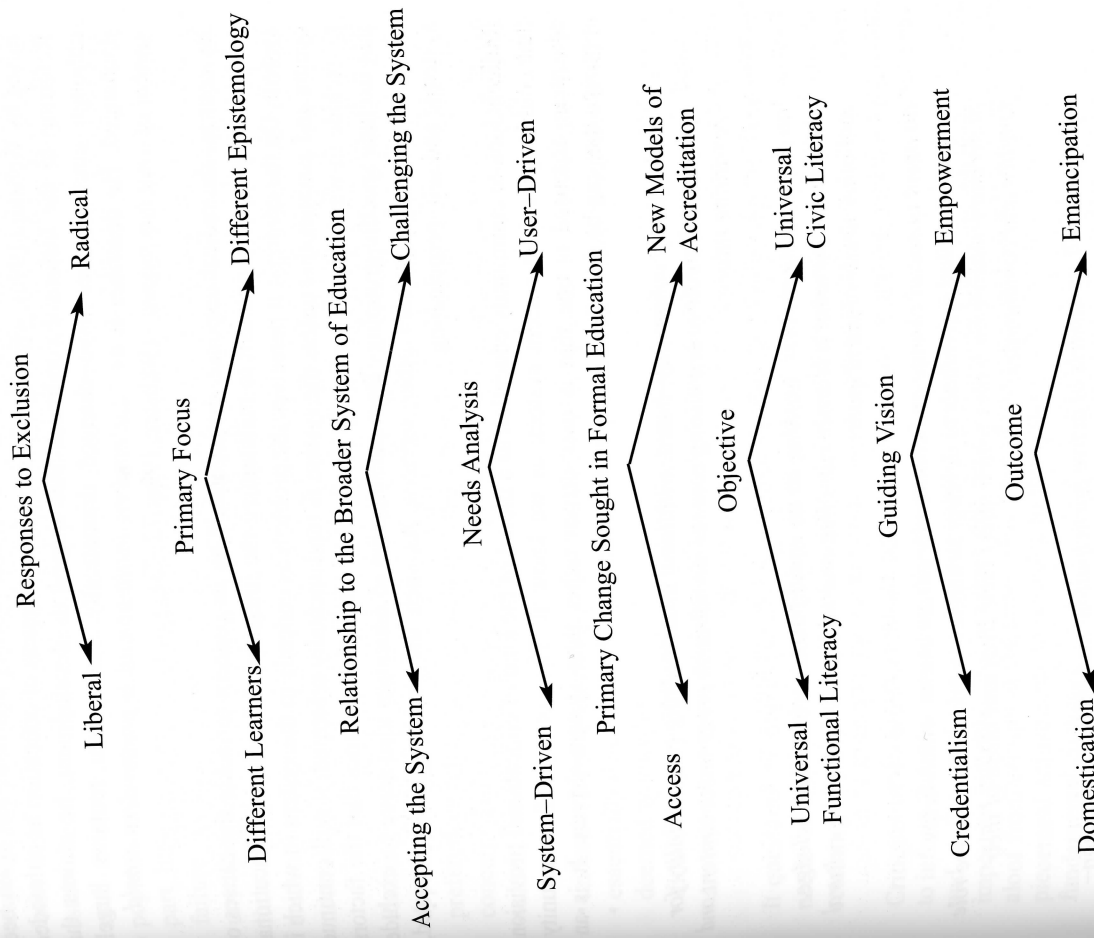 Responses to Exclusion
Liberal
Radical
Primary Focus
Different Learners
Different Epistemology
Relationship to the Broader System of Education
Accepting the System
Challenging the System
Needs Analysis
System–Driven
User–Driven
Primary Change Sought in Formal Education
Access
New Models of
Accreditation
Objective
Universal
Functional Literacy
Universal
Civic Literacy
Guiding Vision
Credentialism
Empowerment
Outcome
Domestication
Emancipation